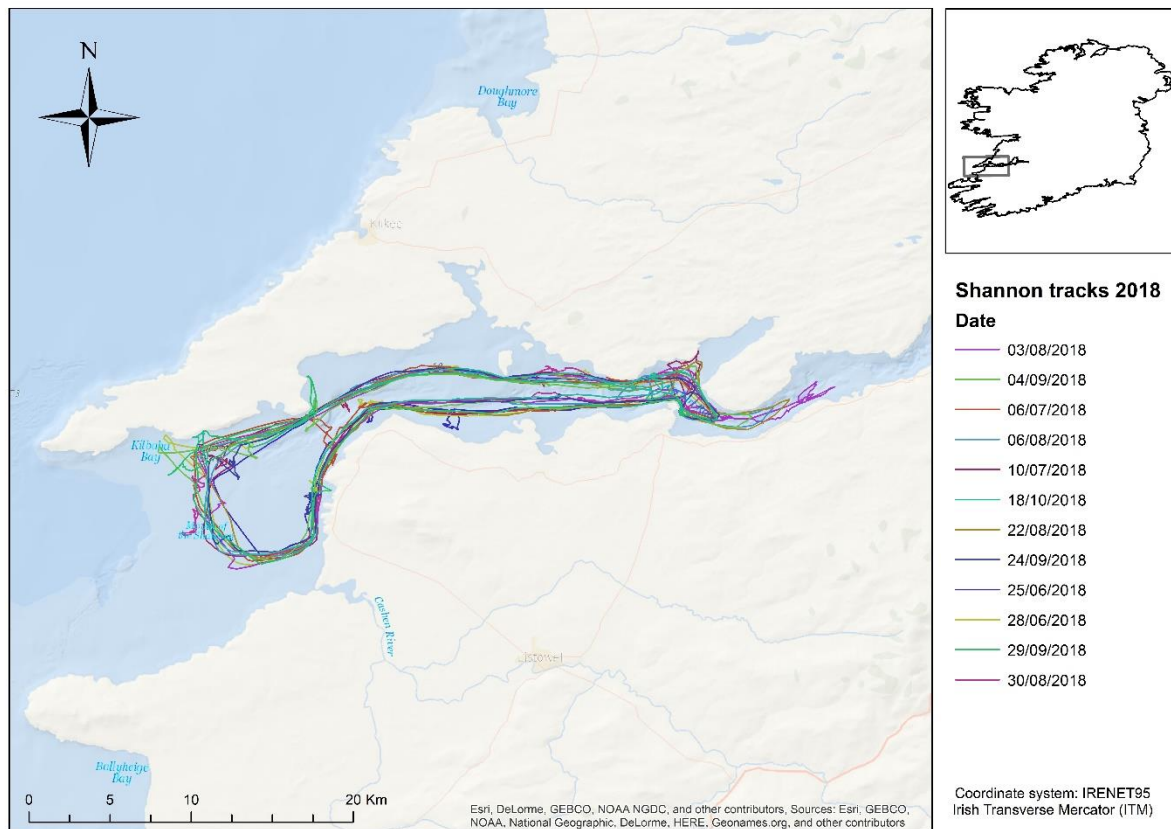 N
Doughmore
Bay
Kilkee
Kilbaha
Bay
Cashen River
Listowel
Ballyheige
Bay
0 5 10 20 Km
Esri, DeLorme, GEBCO, NOAA NGDC, and other contributors, Sources: Esri, GEBCO,
NOAA, National Geographic, DeLorme, HERE, Geonames.org, and other contributors
Shannon tracks 2018
Date
03/08/2018
04/09/2018
06/07/2018
06/08/2018
10/07/2018
18/10/2018
22/08/2018
24/09/2018
25/06/2018
28/06/2018
29/09/2018
30/08/2018
Coordinate system: IRENET95
Irish Transverse Mercator (ITM)